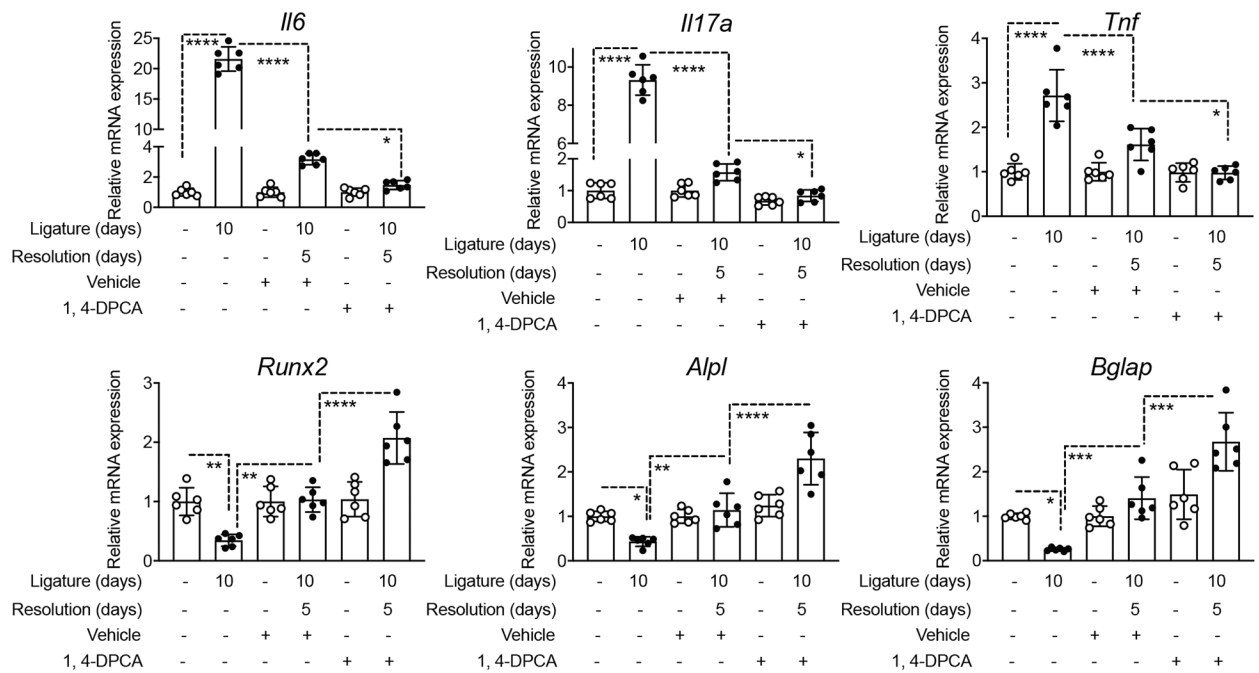 Il6
Relative mRNA expression
25
20
15
10
4
2
0
****
****
*
Ligature (days) - 10 - 10 - 10
Resolution (days) - - - 5 - 5
Vehicle - - + + - -
1, 4-DPCA - - - - + +
Il17a
Relative mRNA expression
10
8
6
2
1
0
****
****
*
Ligature (days) - 10 - 10 - 10
Resolution (days) - - - 5 - 5
Vehicle - - + + - -
1, 4-DPCA - - - - + +
Tnf
Relative mRNA expression
4
3
2
1
0
****
****
*
Ligature (days) - 10 - 10 - 10
Resolution (days) - - - 5 - 5
Vehicle - - + + - -
1, 4-DPCA - - - - + +
Runx2
Relative mRNA expression
3
2
1
0
**
**
****
Ligature (days) - 10 - 10 - 10
Resolution (days) - - - 5 - 5
Vehicle - - + + - -
1, 4-DPCA - - - - + +
Alpl
Relative mRNA expression
4
3
2
1
0
*
**
****
Ligature (days) - 10 - 10 - 10
Resolution (days) - - - 5 - 5
Vehicle - - + + - -
1, 4-DPCA - - - - + +
Bglap
Relative mRNA expression
4
3
2
1
0
*
***
***
Ligature (days) - 10 - 10 - 10
Resolution (days) - - - 5 - 5
Vehicle - - + + - -
1, 4-DPCA - - - - + +